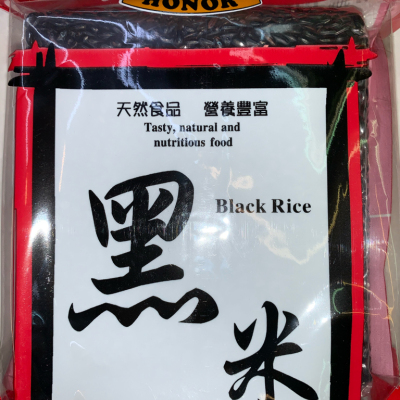 HONOR
天然食品 營養豐富
Tasty, natural and
nutritious food
Black Rice
黑
米